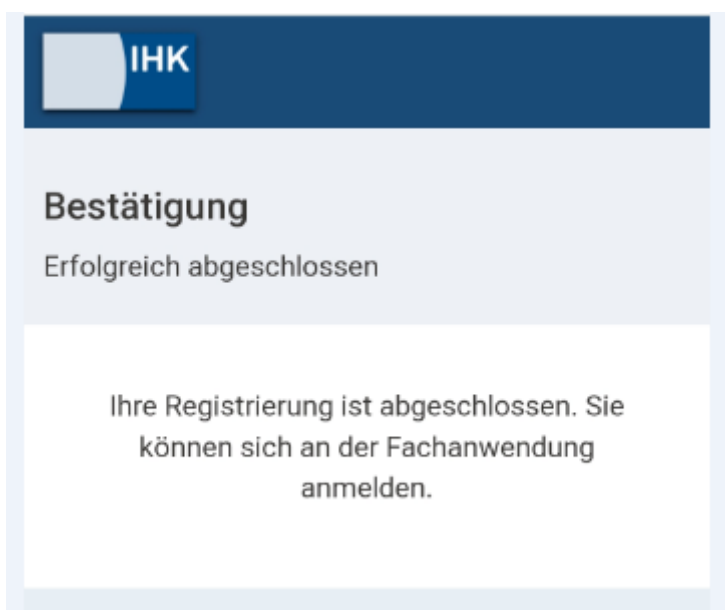 IHK
Bestätigung
Erfolgreich abgeschlossen
Ihre Registrierung ist abgeschlossen. Sie
können sich an der Fachanwendung
anmelden.